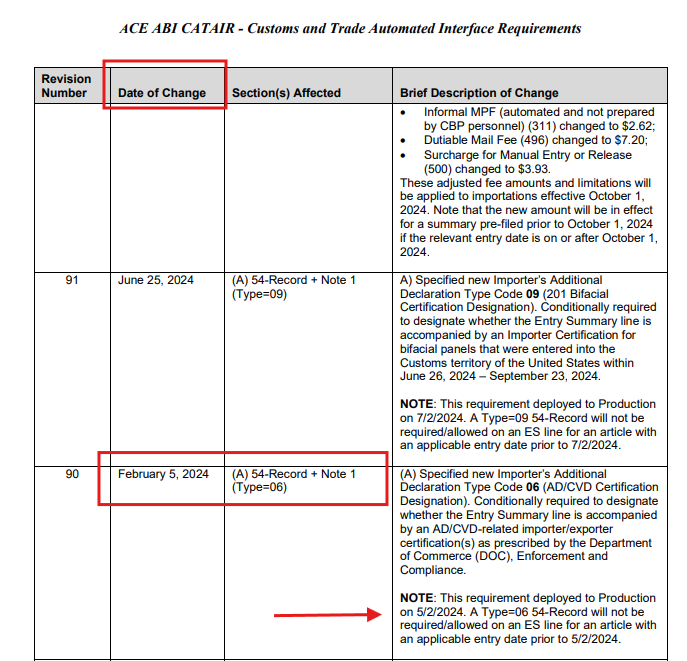 ACE ABI CATAIR - Customs and Trade Automated Interface Requirements
Revision
Number
Date of Change
Section(s) Affected
Brief Description of Change
• Informal MPF (automated and not prepared
by CBP personnel) (311) changed to $2.62;
• Dutiable Mail Fee (496) changed to $7.20;
• Surcharge for Manual Entry or Release
(500) changed to $3.93.
These adjusted fee amounts and limitations will
be applied to importations effective October 1,
2024. Note that the new amount will be in effect
for a summary pre-filed prior to October 1, 2024
if the relevant entry date is on or after October 1,
2024.
91
June 25, 2024
(A) 54-Record + Note 1
(Type=09)
A) Specified new Importer's Additional
Declaration Type Code 09 (201 Bifacial
Certification Designation). Conditionally required
to designate whether the Entry Summary line is
accompanied by an Importer Certification for
bifacial panels that were entered into the
Customs territory of the United States within
June 26, 2024 – September 23, 2024.
NOTE: This requirement deployed to Production
on 7/2/2024. A Type=09 54-Record will not be
required/allowed on an ES line for an article with
an applicable entry date prior to 7/2/2024.
90
February 5, 2024
(A) 54-Record + Note 1
(Type=06)
(A) Specified new Importer's Additional
Declaration Type Code 06 (AD/CVD Certification
Designation). Conditionally required to designate
whether the Entry Summary line is accompanied
by an AD/CVD-related importer/exporter
certification(s) as prescribed by the Department
of Commerce (DOC), Enforcement and
Compliance.
NOTE: This requirement deployed to Production
on 5/2/2024. A Type=06 54-Record will not be
required/allowed on an ES line for an article with
an applicable entry date prior to 5/2/2024.